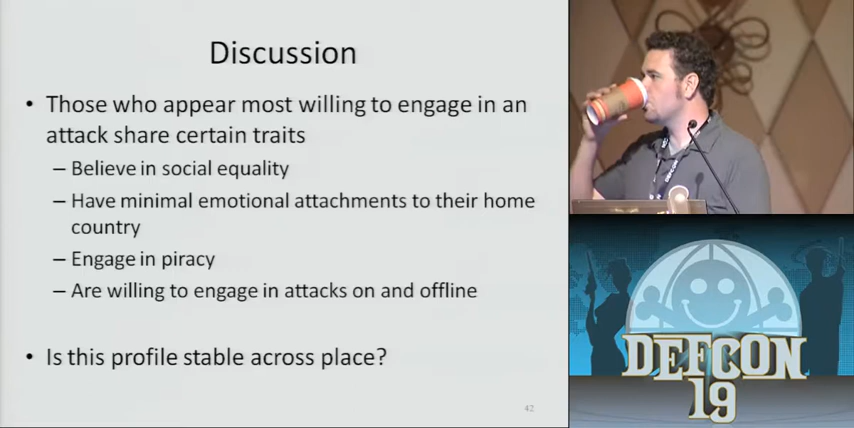 Discussion
• Those who appear most willing to engage in an
attack share certain traits
– Believe in social equality
– Have minimal emotional attachments to their home
country
– Engage in piracy
– Are willing to engage in attacks on and offline
• Is this profile stable across place?
42
DEFCON
19